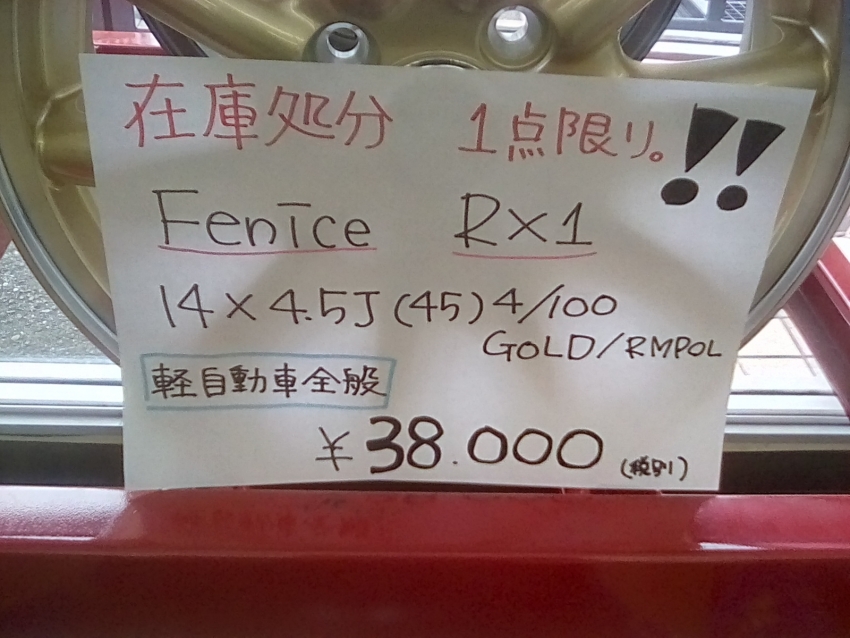 在庫処分 1点限り。!!
Fenice RX1
14×4.5J (45) 4/100
GOLD/RMPOL
軽自動車全般
¥38.000 (税別)